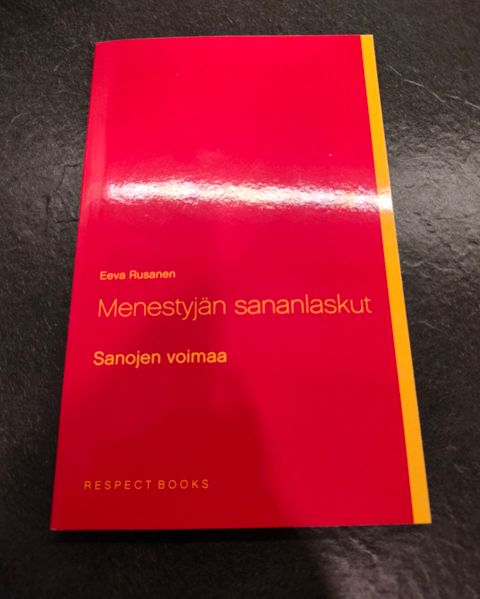 Eeva Rusanen
Menestyjän sananlaskut
Sanojen voimaa
RESPECT BOOKS